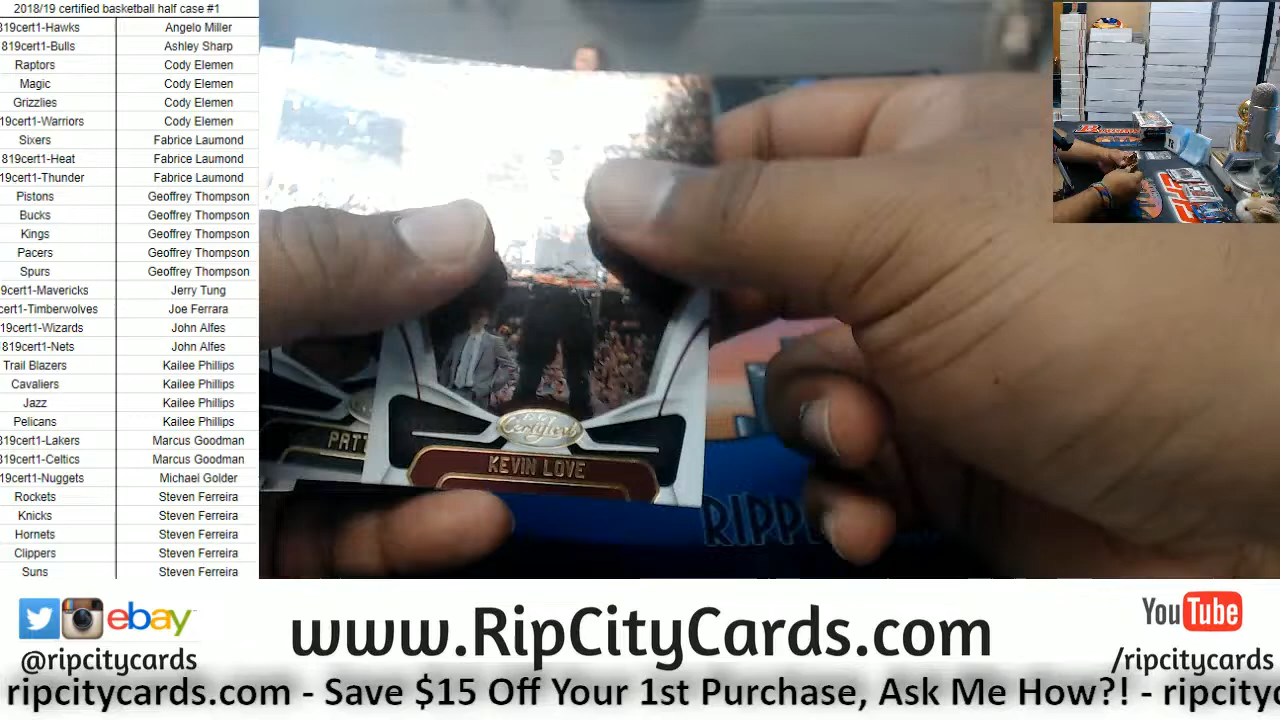 2018/19 certified basketball half case #1
819cert1-Hawks Angelo Miller
819cert1-Bulls Ashley Sharp
Raptors Cody Elemen
Magic Cody Elemen
Grizzlies Cody Elemen
19cert1-Warriors Cody Elemen
Sixers Fabrice Laumond
819cert1-Heat Fabrice Laumond
19cert1-Thunder Fabrice Laumond
Pistons Geoffrey Thompson
Bucks Geoffrey Thompson
Kings Geoffrey Thompson
Pacers Geoffrey Thompson
Spurs Geoffrey Thompson
9cert1-Mavericks Jerry Tung
cert1-Timberwolves Joe Ferrara
19cert1-Wizards John Alfes
819cert1-Nets John Alfes
Trail Blazers Kailee Phillips
Cavaliers Kailee Phillips
Jazz Kailee Phillips
Pelicans Kailee Phillips
819cert1-Lakers Marcus Goodman
819cert1-Celtics Marcus Goodman
19cert1-Nuggets Michael Golder
Rockets Steven Ferreira
Knicks Steven Ferreira
Hornets Steven Ferreira
Clippers Steven Ferreira
Suns Steven Ferreira
Certified
PATT
KEVIN LOVE
RIPP
ebay
@ripcitycards
www.RipCityCards.com
YouTube
/ripcitycards
ripcitycards.com - Save $15 Off Your 1st Purchase, Ask Me How?! - ripcity